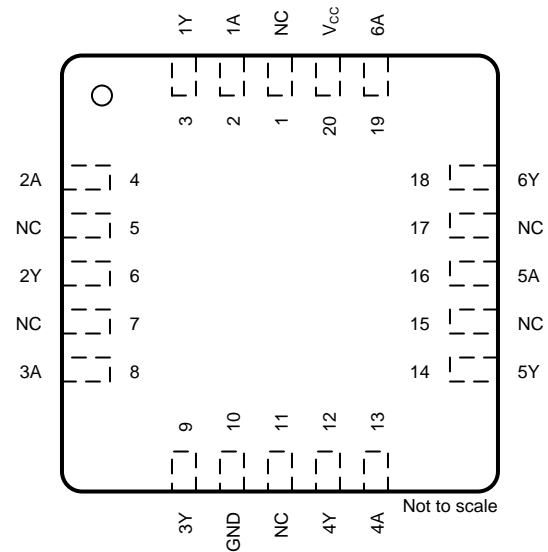 1Y 1A NC VCC 6A
3 2 1 20 19
2A 4 18 6Y
NC 5 17 NC
2Y 6 16 5A
NC 7 15 NC
3A 8 14 5Y
9 10 11 12 13
Not to scale
3Y GND NC 4Y 4A